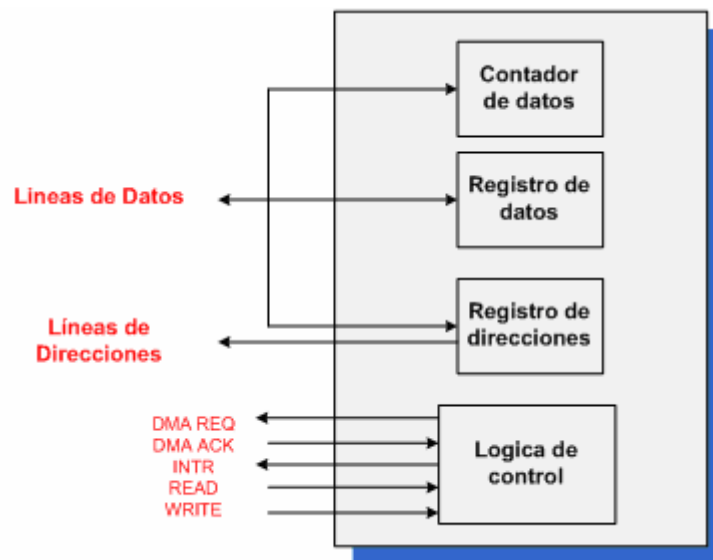 Contador
de datos
Lineas de Datos
Registro de
datos
Líneas de
Direcciones
Registro de
direcciones
DMA REQ
DMA ACK
INTR
READ
WRITE
Logica de
control